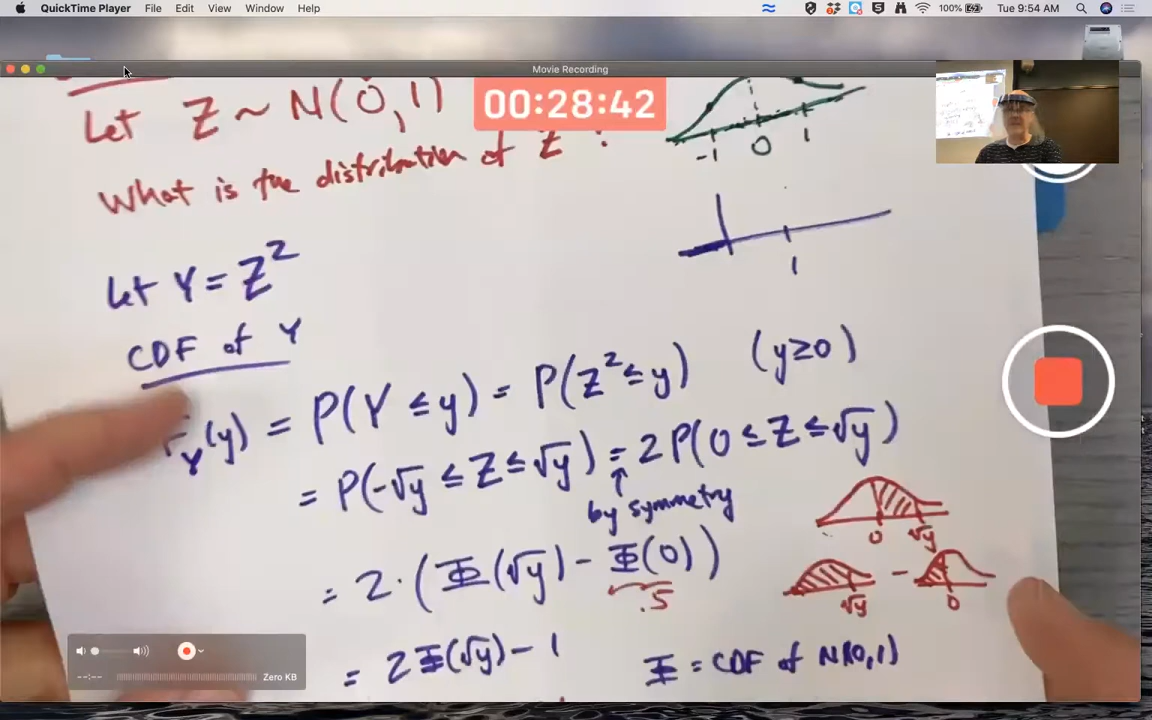 QuickTime Player File Edit View Window Help 100% Tue 9:54 AM
Movie Recording
00:28:42
Let Z ~ N(0,1)
What is the distribution of Z ?
-1 0 1
1
Let Y = Z²
CDF of Y
F_Y(y) = P(Y ≤ y) = P(Z² ≤ y) (y ≥ 0)
= P(-√y ≤ Z ≤ √y) = 2P(0 ≤ Z ≤ √y)
by symmetry
0 √y
= 2·(Φ(√y) - Φ(0))
.5
√y - 0
= 2Φ(√y) - 1 Φ = CDF of N(0,1)
--:-- Zero KB